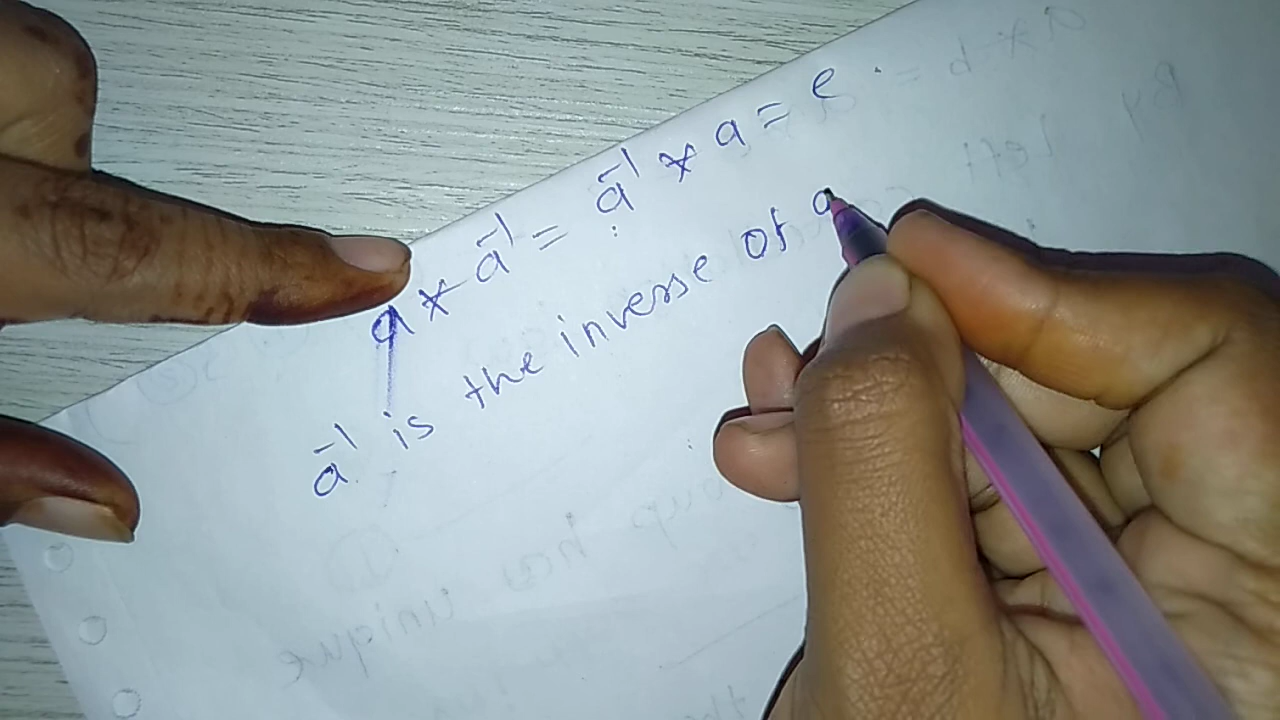 a * a⁻¹ = a⁻¹ * a = e.
a⁻¹ is the inverse of a